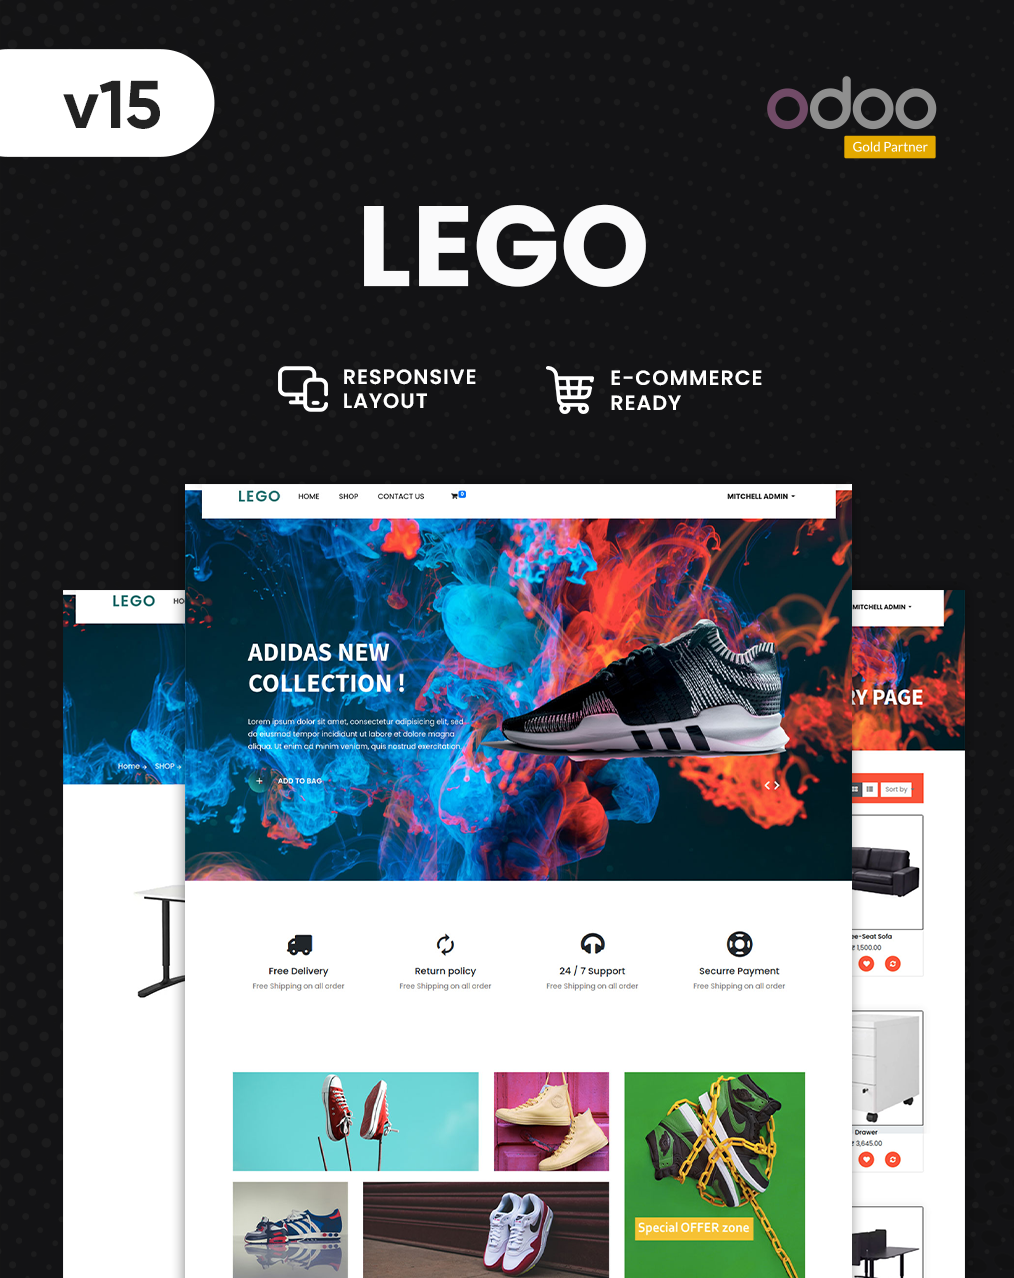 v15
odoo
Gold Partner
LEGO
RESPONSIVE
LAYOUT
E-COMMERCE
READY
LEGO
HOME
SHOP
CONTACT US
0
MITCHELL ADMIN
ADIDAS NEW
COLLECTION !
Lorem ipsum dolor sit amet, consectetur adipisicing elit, sed
do eiusmod tempor incididunt ut labore et dolore magna
aliqua. Ut enim ad minim veniam, quis nostrud exercitation
+ ADD TO BAG
LEGO
HO
Home
SHOP
MITCHELL ADMIN
RY PAGE
Sort by
ee-Seat Sofa
₹ 1,500.00
Drawer
₹ 3,645.00
Free Delivery
Free Shipping on all order
Return policy
Free Shipping on all order
24 / 7 Support
Free Shipping on all order
Securre Payment
Free Shipping on all order
Special OFFER zone